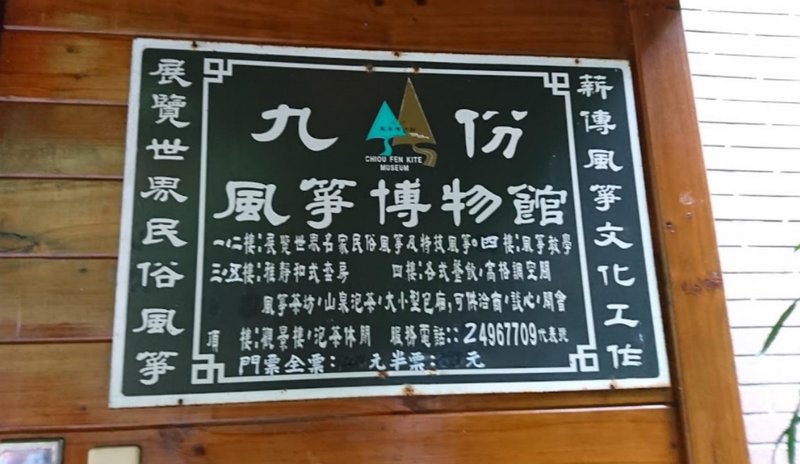 展覽世界民俗風箏
九份
CHIOU FEN KITE
MUSEUM
風箏博物館
一、二樓:展覽世界名家民俗風箏及特技風箏。四樓:風箏教學
三、五樓:雅靜和式套房 四樓:各式餐飲,高格調空間
風箏茶坊,山泉泡茶,大小型包廂,可供洽商,談心,開會
頂樓:觀景樓,泡茶休閒 服務電話::24967709代表號
門票全票: 元半票: 元
薪傳風箏文化工作